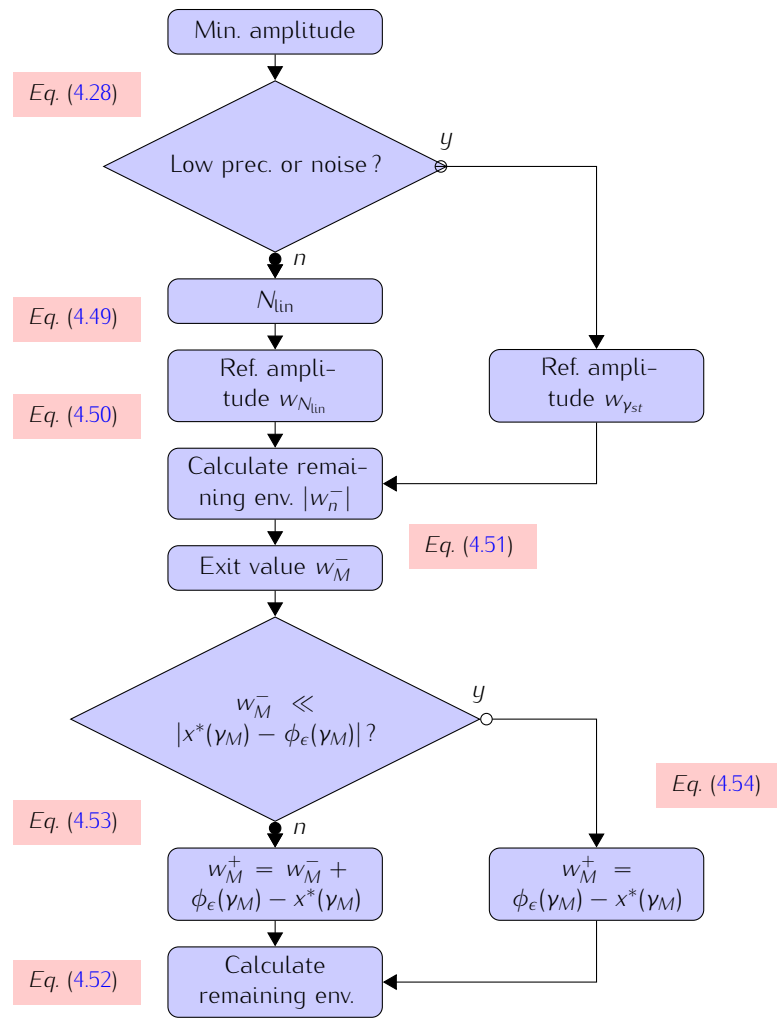 Min. amplitude
Eq. (4.28)
y
Low prec. or noise ?
n
N_lin
Eq. (4.49)
Ref. ampli-
tude w_{N_lin}
Ref. ampli-
tude w_{γ_{st}}
Eq. (4.50)
Calculate remai-
ning env. |w_n^-|
Eq. (4.51)
Exit value w_M^-
y
w_M^- ≪
|x*(γ_M) − ϕ_ϵ(γ_M)| ?
Eq. (4.54)
Eq. (4.53)
n
w_M^+ = w_M^- +
ϕ_ϵ(γ_M) − x*(γ_M)
w_M^+ =
ϕ_ϵ(γ_M) − x*(γ_M)
Eq. (4.52)
Calculate
remaining env.